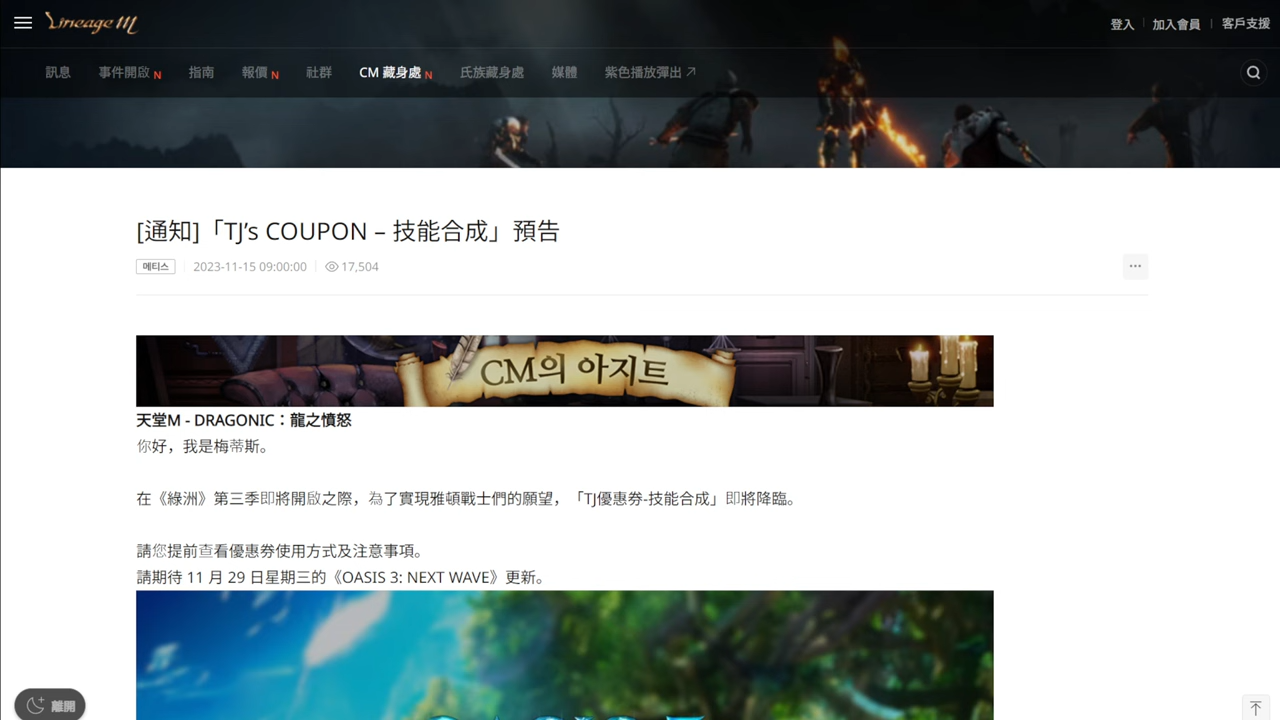 Lineage M
登入
加入會員
客戶支援
訊息
事件開啟 N
指南
報價 N
社群
CM 藏身處 N
氏族藏身處
媒體
紫色播放彈出
[通知]「TJ's COUPON – 技能合成」預告
메티스
2023-11-15 09:00:00
17,504
CM의 아지트
天堂M - DRAGONIC：龍之憤怒
你好，我是梅蒂斯。
在《綠洲》第三季即將開啟之際，為了實現雅頓戰士們的願望，「TJ優惠券-技能合成」即將降臨。
請您提前查看優惠券使用方式及注意事項。
請期待 11 月 29 日星期三的《OASIS 3: NEXT WAVE》更新。
離開